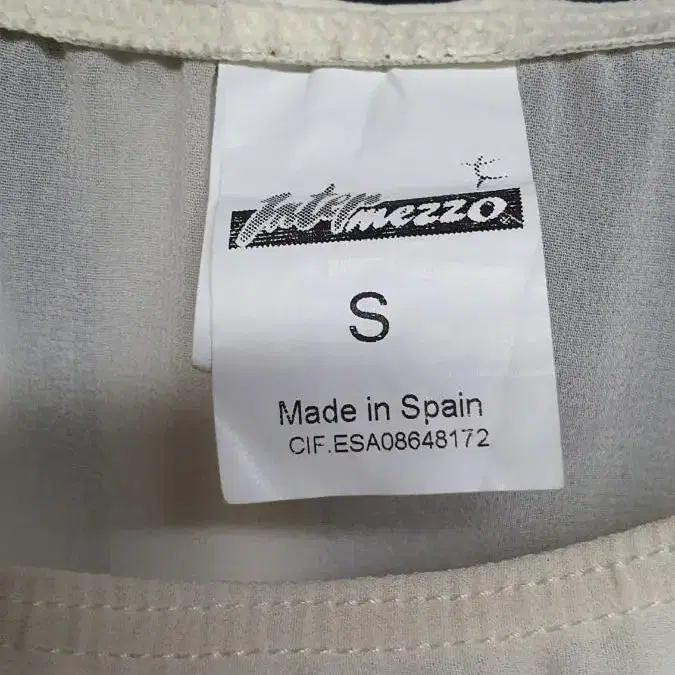 Intermezzo
S
Made in Spain
CIF.ESA08648172